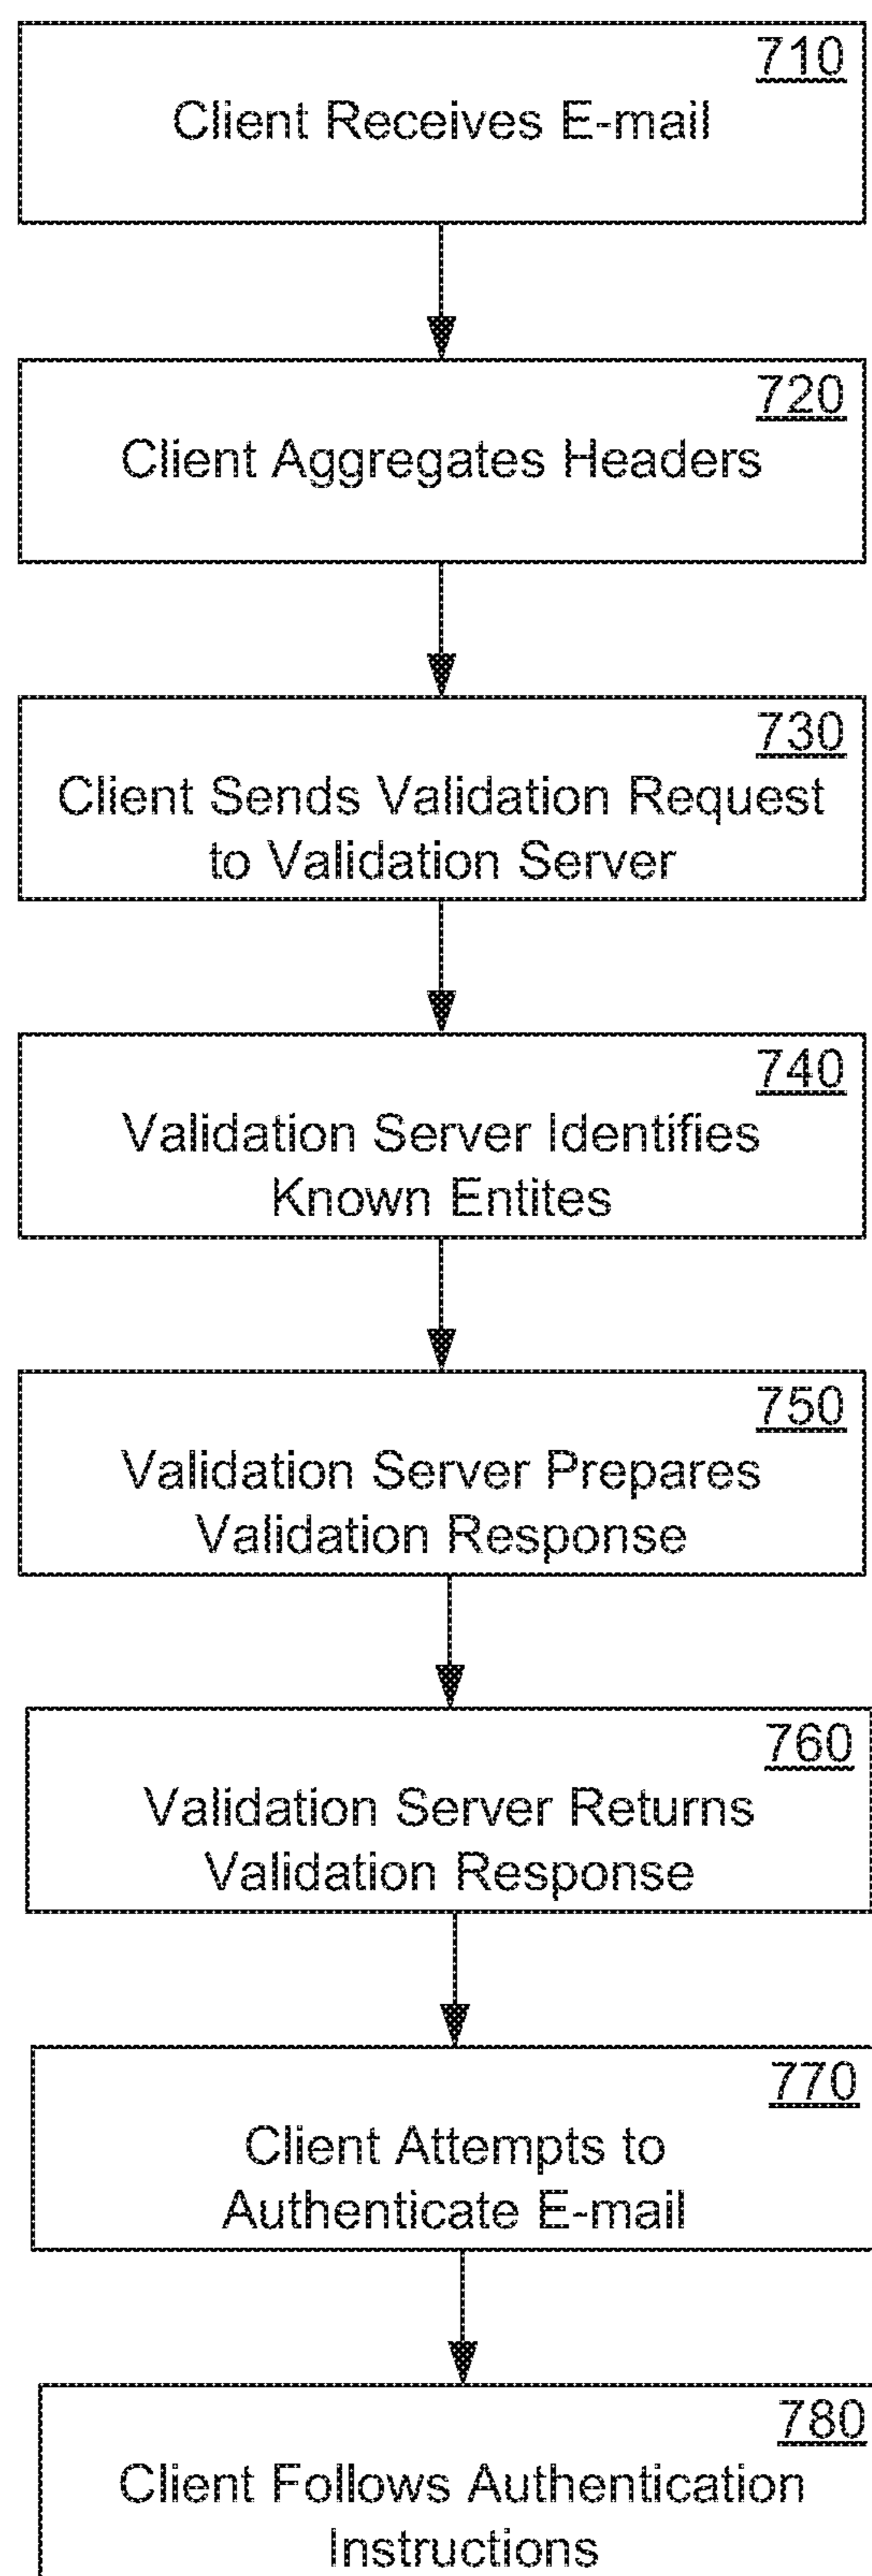 710
Client Receives E-mail
720
Client Aggregates Headers
730
Client Sends Validation Request
to Validation Server
740
Validation Server Identifies
Known Entites
750
Validation Server Prepares
Validation Response
760
Validation Server Returns
Validation Response
770
Client Attempts to
Authenticate E-mail
780
Client Follows Authentication
Instructions